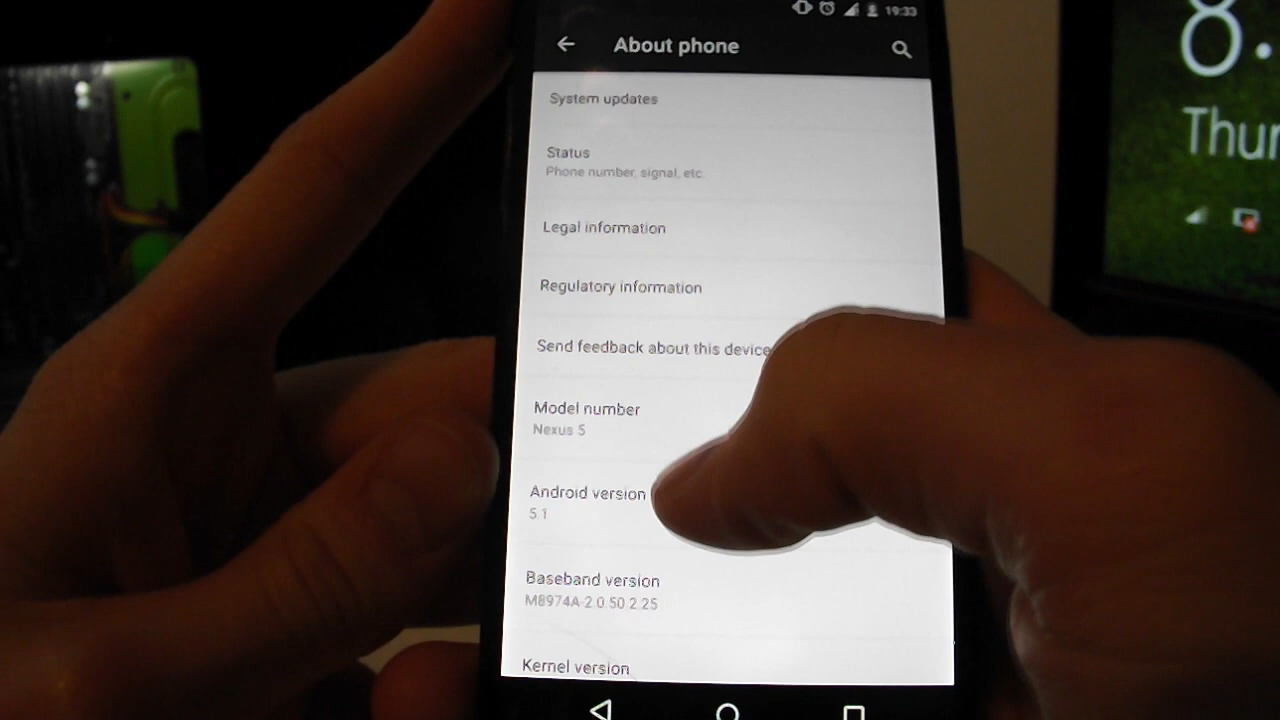 19:33
About phone
System updates
Status
Phone number, signal, etc.
Legal information
Regulatory information
Send feedback about this device
Model number
Nexus 5
Android version
5.1
Baseband version
M8974A-2.0.50.2.25
Kernel version
8.
Thur